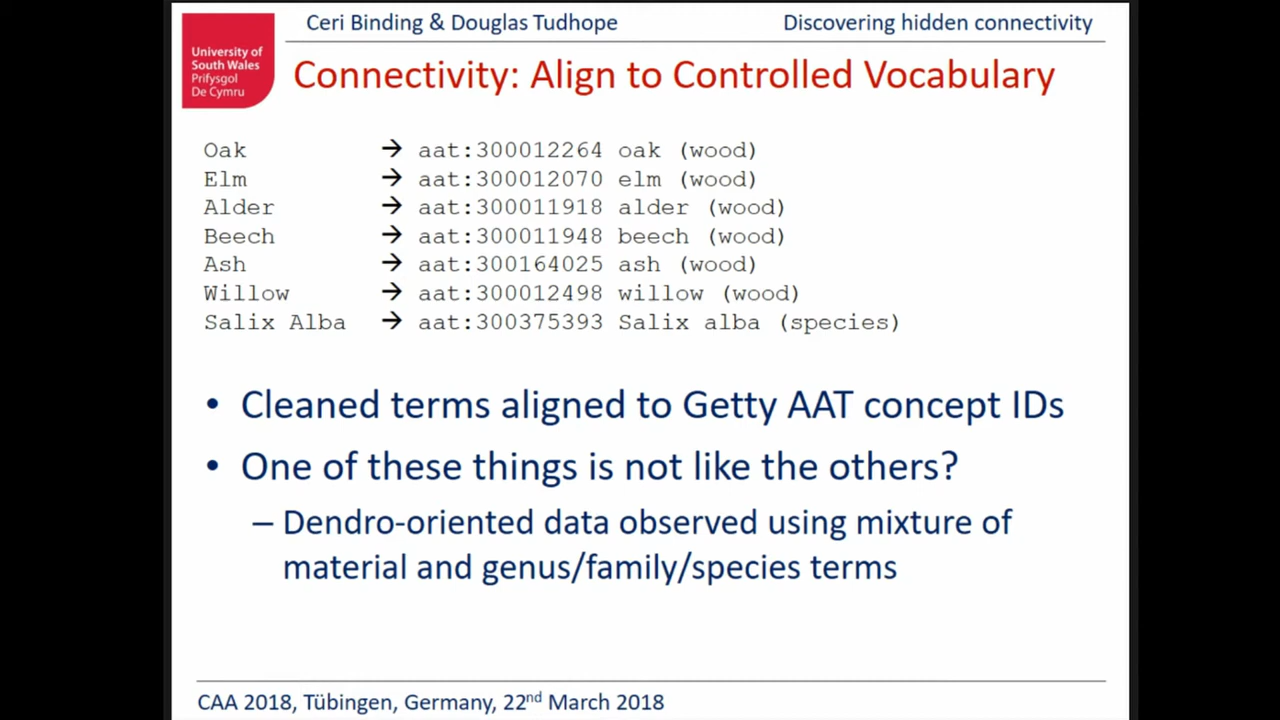 Ceri Binding & Douglas Tudhope Discovering hidden connectivity
University of
South Wales
Prifysgol
De Cymru
Connectivity: Align to Controlled Vocabulary
Oak → aat:300012264 oak (wood)
Elm → aat:300012070 elm (wood)
Alder → aat:300011918 alder (wood)
Beech → aat:300011948 beech (wood)
Ash → aat:300164025 ash (wood)
Willow → aat:300012498 willow (wood)
Salix Alba → aat:300375393 Salix alba (species)
• Cleaned terms aligned to Getty AAT concept IDs
• One of these things is not like the others?
– Dendro-oriented data observed using mixture of
material and genus/family/species terms
CAA 2018, Tübingen, Germany, 22nd March 2018